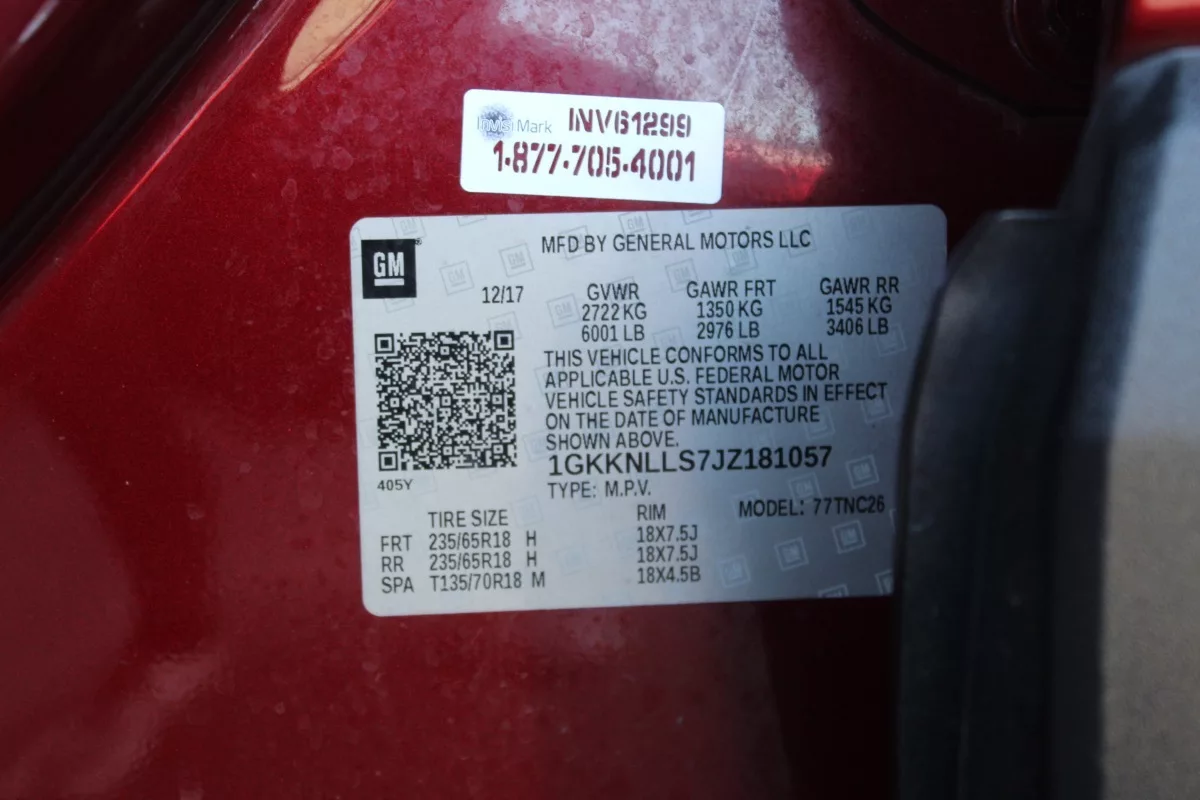 InvisiMark INV61299
1-877-705-4001
GM ®
MFD BY GENERAL MOTORS LLC
12/17 GVWR GAWR FRT GAWR RR
2722 KG 1350 KG 1545 KG
6001 LB 2976 LB 3406 LB
THIS VEHICLE CONFORMS TO ALL
APPLICABLE U.S. FEDERAL MOTOR
VEHICLE SAFETY STANDARDS IN EFFECT
ON THE DATE OF MANUFACTURE
SHOWN ABOVE.
1GKKNLLS7JZ181057
405Y
TYPE: M.P.V.
MODEL: 77TNC26
TIRE SIZE RIM
FRT 235/65R18 H 18X7.5J
RR 235/65R18 H 18X7.5J
SPA T135/70R18 M 18X4.5B